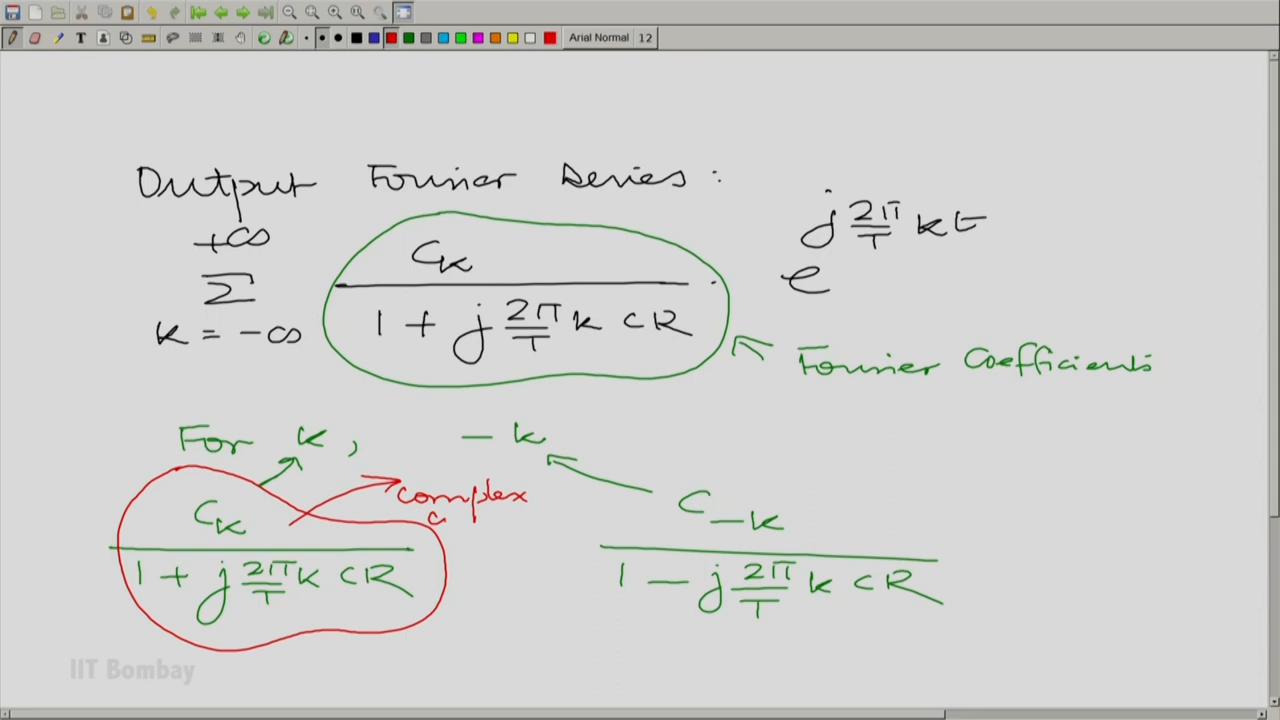 Arial Normal 12
Output Fourier Series :
+∞ Σ k = -∞ C_k / (1 + j 2π/T k CR) · e^(j 2π/T kt)
Fourier Coefficients
For k, - k
complex
C_k / (1 + j 2π/T k CR) C_-k / (1 - j 2π/T k CR)
IIT Bombay